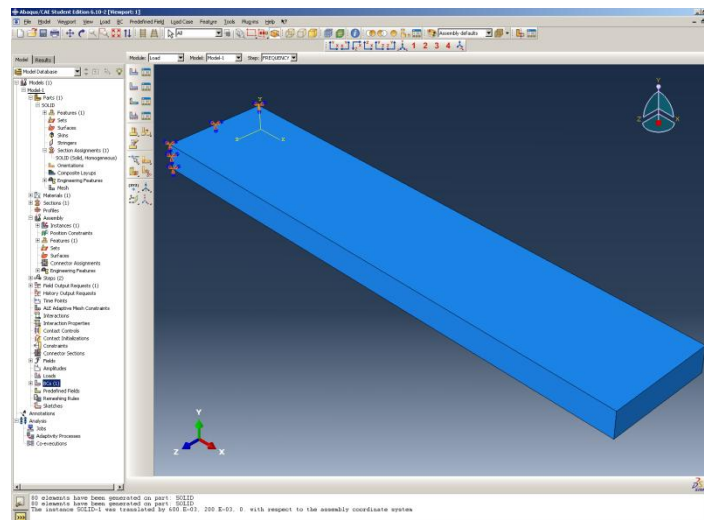 Abaqus/CAE Student Edition 6.10-2 [Viewport: 1]
File Model Viewport View Load BC Predefined Field Load Case Feature Tools Plug-ins Help
All
Assembly defaults
1 2 3 4
Model Results
Module: Load Model: Model-1 Step: FREQUENCY
Model Database
Models (1)
Model-1
Parts (1)
SOLID
Features (1)
Sets
Surfaces
Skins
Stringers
Section Assignments (1)
SOLID (Solid, Homogeneous)
Orientations
Composite Layups
Engineering Features
Mesh
Materials (1)
Sections (1)
Profiles
Assembly
Instances (1)
Position Constraints
Features (1)
Sets
Surfaces
Connector Assignments
Engineering Features
Steps (2)
Field Output Requests (1)
History Output Requests
Time Points
ALE Adaptive Mesh Constraints
Interactions
Interaction Properties
Contact Controls
Contact Initializations
Constraints
Connector Sections
Fields
Amplitudes
Loads
BCs (1)
Predefined Fields
Remeshing Rules
Sketches
Annotations
Analysis
Jobs
Adaptivity Processes
Co-executions
Y
Z X
Y
Z X
80 elements have been generated on part: SOLID
80 elements have been generated on part: SOLID
The instance SOLID-1 was translated by 600.E-03, 200.E-03, 0. with respect to the assembly coordinate system